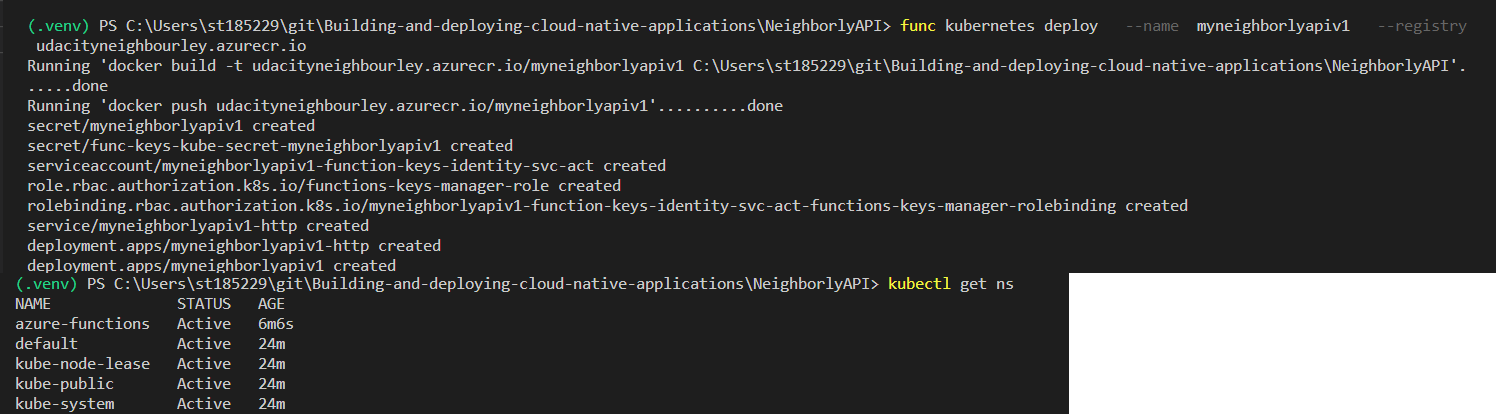 (.venv) PS C:\Users\st185229\git\Building-and-deploying-cloud-native-applications\NeighborlyAPI> func kubernetes deploy --name myneighborlyapiv1 --registry
udacityneighbourley.azurecr.io
Running 'docker build -t udacityneighbourley.azurecr.io/myneighborlyapiv1 C:\Users\st185229\git\Building-and-deploying-cloud-native-applications\NeighborlyAPI'.
.....done
Running 'docker push udacityneighbourley.azurecr.io/myneighborlyapiv1'..........done
secret/myneighborlyapiv1 created
secret/func-keys-kube-secret-myneighborlyapiv1 created
serviceaccount/myneighborlyapiv1-function-keys-identity-svc-act created
role.rbac.authorization.k8s.io/functions-keys-manager-role created
rolebinding.rbac.authorization.k8s.io/myneighborlyapiv1-function-keys-identity-svc-act-functions-keys-manager-rolebinding created
service/myneighborlyapiv1-http created
deployment.apps/myneighborlyapiv1-http created
deployment.apps/myneighborlyapiv1 created
(.venv) PS C:\Users\st185229\git\Building-and-deploying-cloud-native-applications\NeighborlyAPI> kubectl get ns
NAME STATUS AGE
azure-functions Active 6m6s
default Active 24m
kube-node-lease Active 24m
kube-public Active 24m
kube-system Active 24m